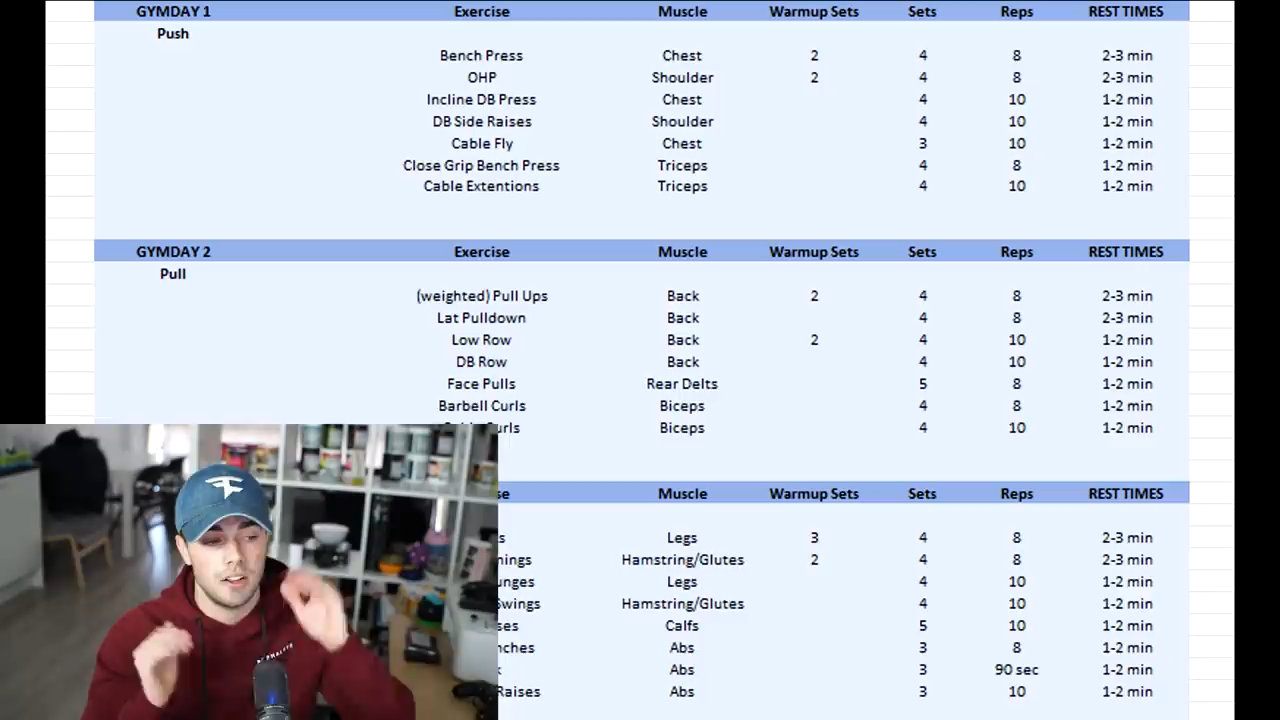 GYMDAY 1 Exercise Muscle Warmup Sets Sets Reps REST TIMES
Push
Bench Press Chest 2 4 8 2-3 min
OHP Shoulder 2 4 8 2-3 min
Incline DB Press Chest 4 10 1-2 min
DB Side Raises Shoulder 4 10 1-2 min
Cable Fly Chest 3 10 1-2 min
Close Grip Bench Press Triceps 4 8 1-2 min
Cable Extentions Triceps 4 10 1-2 min
GYMDAY 2 Exercise Muscle Warmup Sets Sets Reps REST TIMES
Pull
(weighted) Pull Ups Back 2 4 8 2-3 min
Lat Pulldown Back 4 8 2-3 min
Low Row Back 2 4 10 1-2 min
DB Row Back 4 10 1-2 min
Face Pulls Rear Delts 5 8 1-2 min
Barbell Curls Biceps 4 8 1-2 min
Biceps 4 10 1-2 min
Muscle Warmup Sets Sets Reps REST TIMES
Legs 3 4 8 2-3 min
Hamstring/Glutes 2 4 8 2-3 min
Legs 4 10 1-2 min
Hamstring/Glutes 4 10 1-2 min
Calfs 5 10 1-2 min
Abs 3 8 1-2 min
Abs 3 90 sec 1-2 min
Raises Abs 3 10 1-2 min